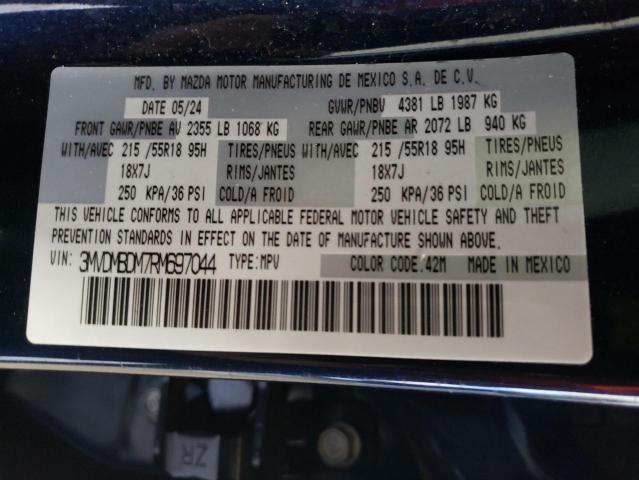 MFD. BY MAZDA MOTOR MANUFACTURING DE MEXICO S.A. DE C.V.
DATE 05/24 GVWR/PNBV 4381 LB 1987 KG
FRONT GAWR/PNBE AV 2355 LB 1068 KG REAR GAWR/PNBE AR 2072 LB 940 KG
WITH/AVEC 215 /55R18 95H TIRES/PNEUS WITH/AVEC 215 /55R18 95H TIRES/PNEUS
18X7J RIMS/JANTES 18X7J RIMS/JANTES
250 KPA/36 PSI COLD/A FROID 250 KPA/36 PSI COLD/A FROID
THIS VEHICLE CONFORMS TO ALL APPLICABLE FEDERAL MOTOR VEHICLE SAFETY AND THEFT
PREVENTION STANDARDS IN EFFECT ON THE DATE OF MANUFACTURE SHOWN ABOVE.
VIN: 3MVDMBDM7RM697044 TYPE:MPV COLOR CODE:42M MADE IN MEXICO
ZR